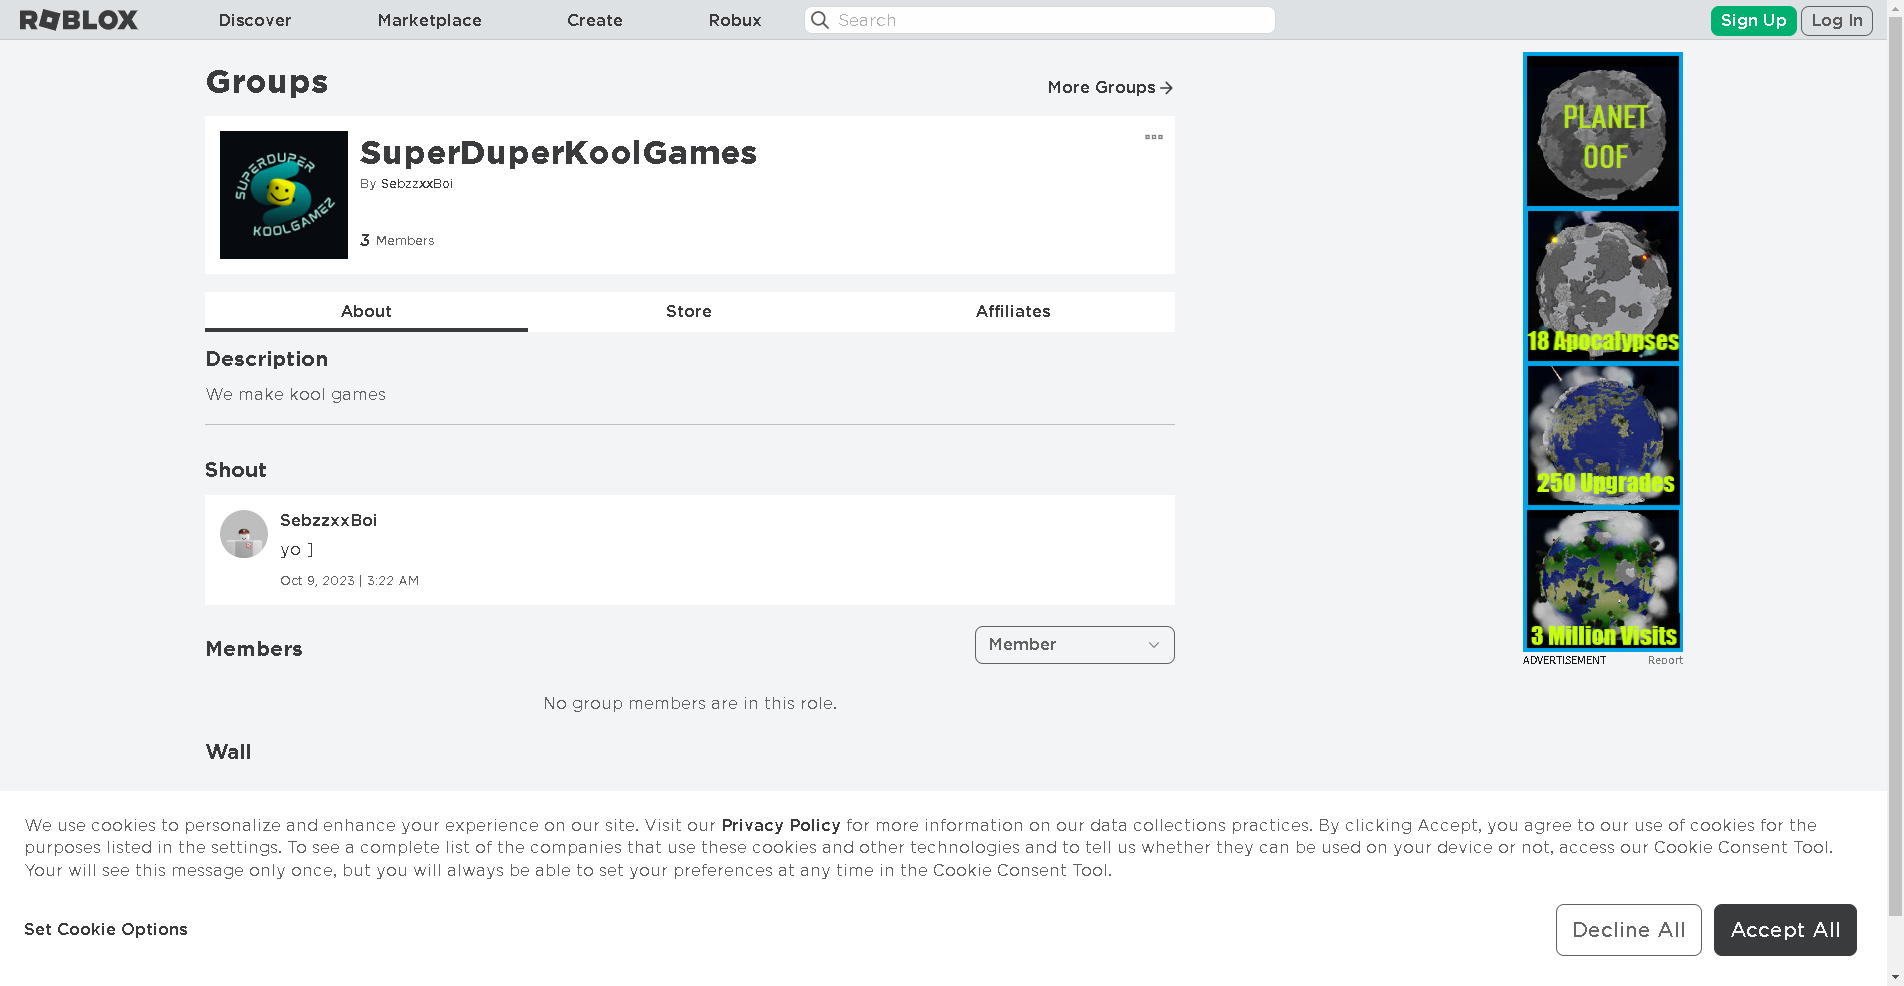 ROBLOX
Discover
Marketplace
Create
Robux
Search
Sign Up
Log In
Groups
More Groups
SUPERDUPER
KOOLGAMEZ
SuperDuperKoolGames
By SebzzxxBoi
3 Members
About
Store
Affiliates
Description
We make kool games
Shout
SebzzxxBoi
yo ]
Oct 9, 2023 | 3:22 AM
Members
Member
No group members are in this role.
Wall
PLANET
OOF
18 Apocalypses
250 Upgrades
3 Million Visits
ADVERTISEMENT
Report
We use cookies to personalize and enhance your experience on our site. Visit our Privacy Policy for more information on our data collections practices. By clicking Accept, you agree to our use of cookies for the
purposes listed in the settings. To see a complete list of the companies that use these cookies and other technologies and to tell us whether they can be used on your device or not, access our Cookie Consent Tool.
Your will see this message only once, but you will always be able to set your preferences at any time in the Cookie Consent Tool.
Set Cookie Options
Decline All
Accept All